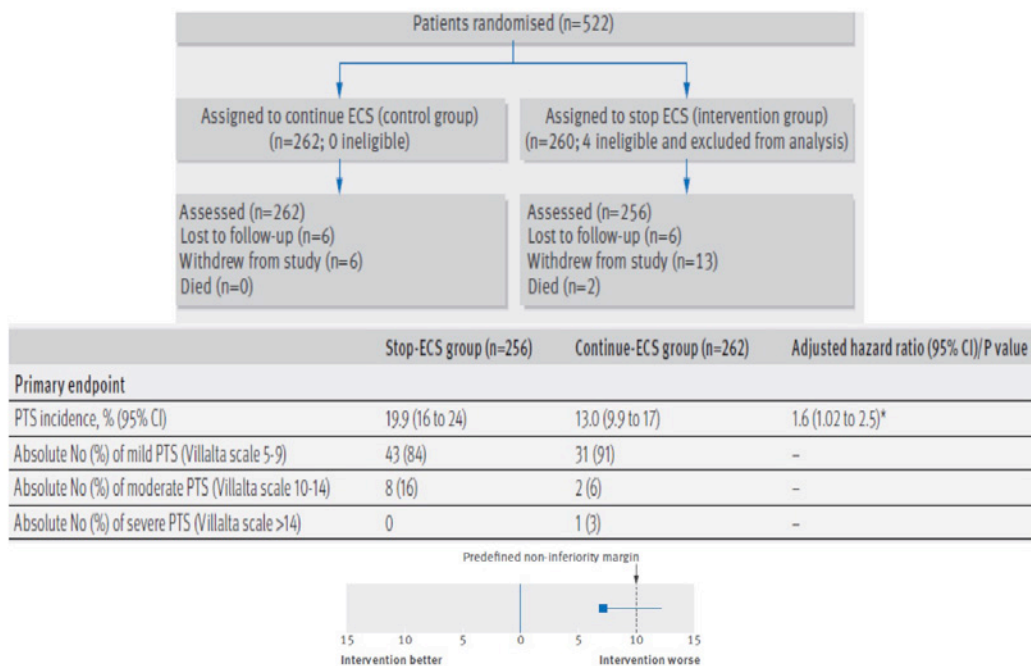 Patients randomised (n=522)
Assigned to continue ECS (control group)
(n=262; 0 ineligible)
Assigned to stop ECS (intervention group)
(n=260; 4 ineligible and excluded from analysis)
Assessed (n=262)
Lost to follow-up (n=6)
Withdrew from study (n=6)
Died (n=0)
Assessed (n=256)
Lost to follow-up (n=6)
Withdrew from study (n=13)
Died (n=2)
Stop-ECS group (n=256) Continue-ECS group (n=262) Adjusted hazard ratio (95% CI)/P value
Primary endpoint
PTS incidence, % (95% CI) 19.9 (16 to 24) 13.0 (9.9 to 17) 1.6 (1.02 to 2.5)*
Absolute No (%) of mild PTS (Villalta scale 5-9) 43 (84) 31 (91) –
Absolute No (%) of moderate PTS (Villalta scale 10-14) 8 (16) 2 (6) –
Absolute No (%) of severe PTS (Villalta scale >14) 0 1 (3) –
Predefined non-inferiority margin
15 10 5 0 5 10 15
Intervention better Intervention worse